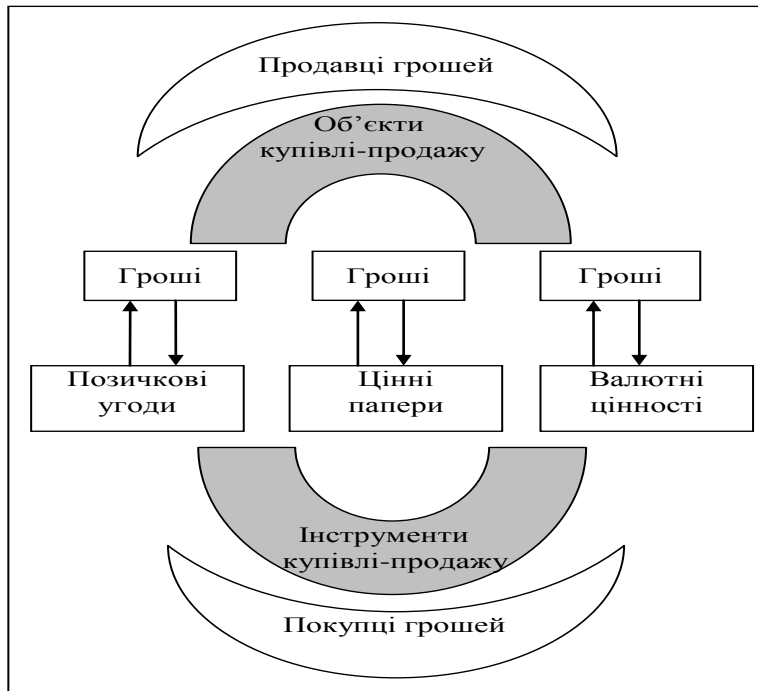 Продавці грошей
Об’єкти
купівлі-продажу
Гроші
Гроші
Гроші
Позичкові
угоди
Цінні
папери
Валютні
цінності
Інструменти
купівлі-продажу
Покупці грошей